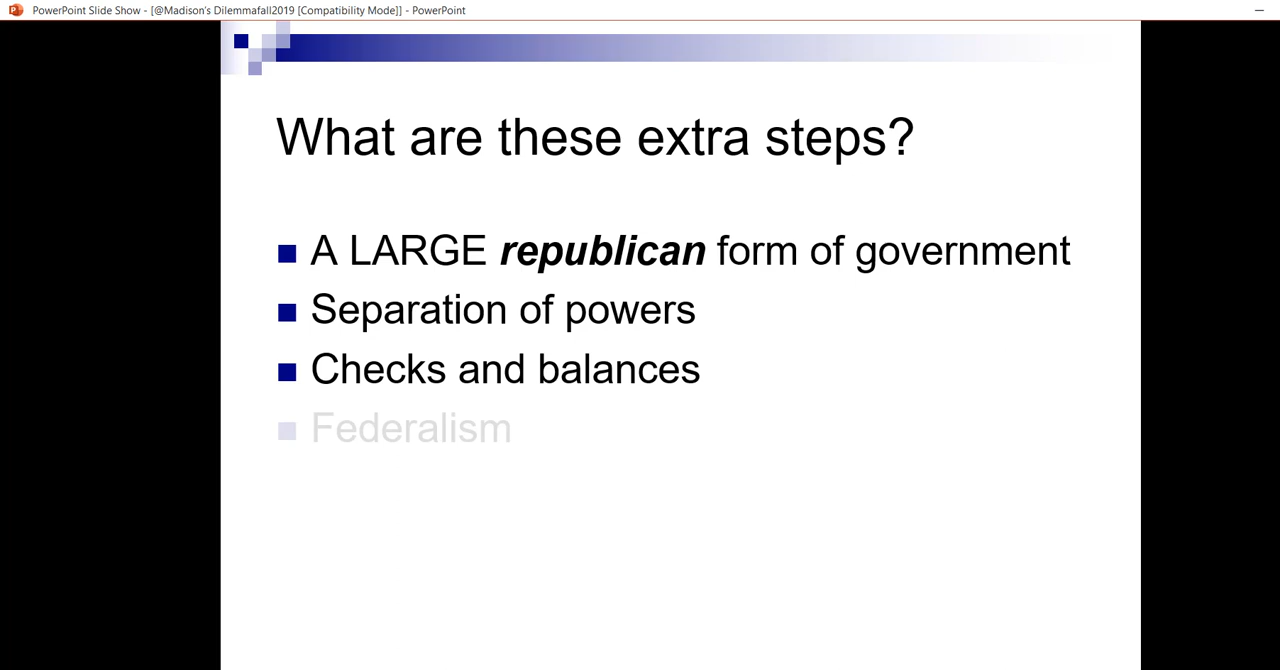 PowerPoint Slide Show - [@Madison's Dilemmafall2019 [Compatibility Mode]] - PowerPoint
What are these extra steps?
A LARGE republican form of government
Separation of powers
Checks and balances
Federalism